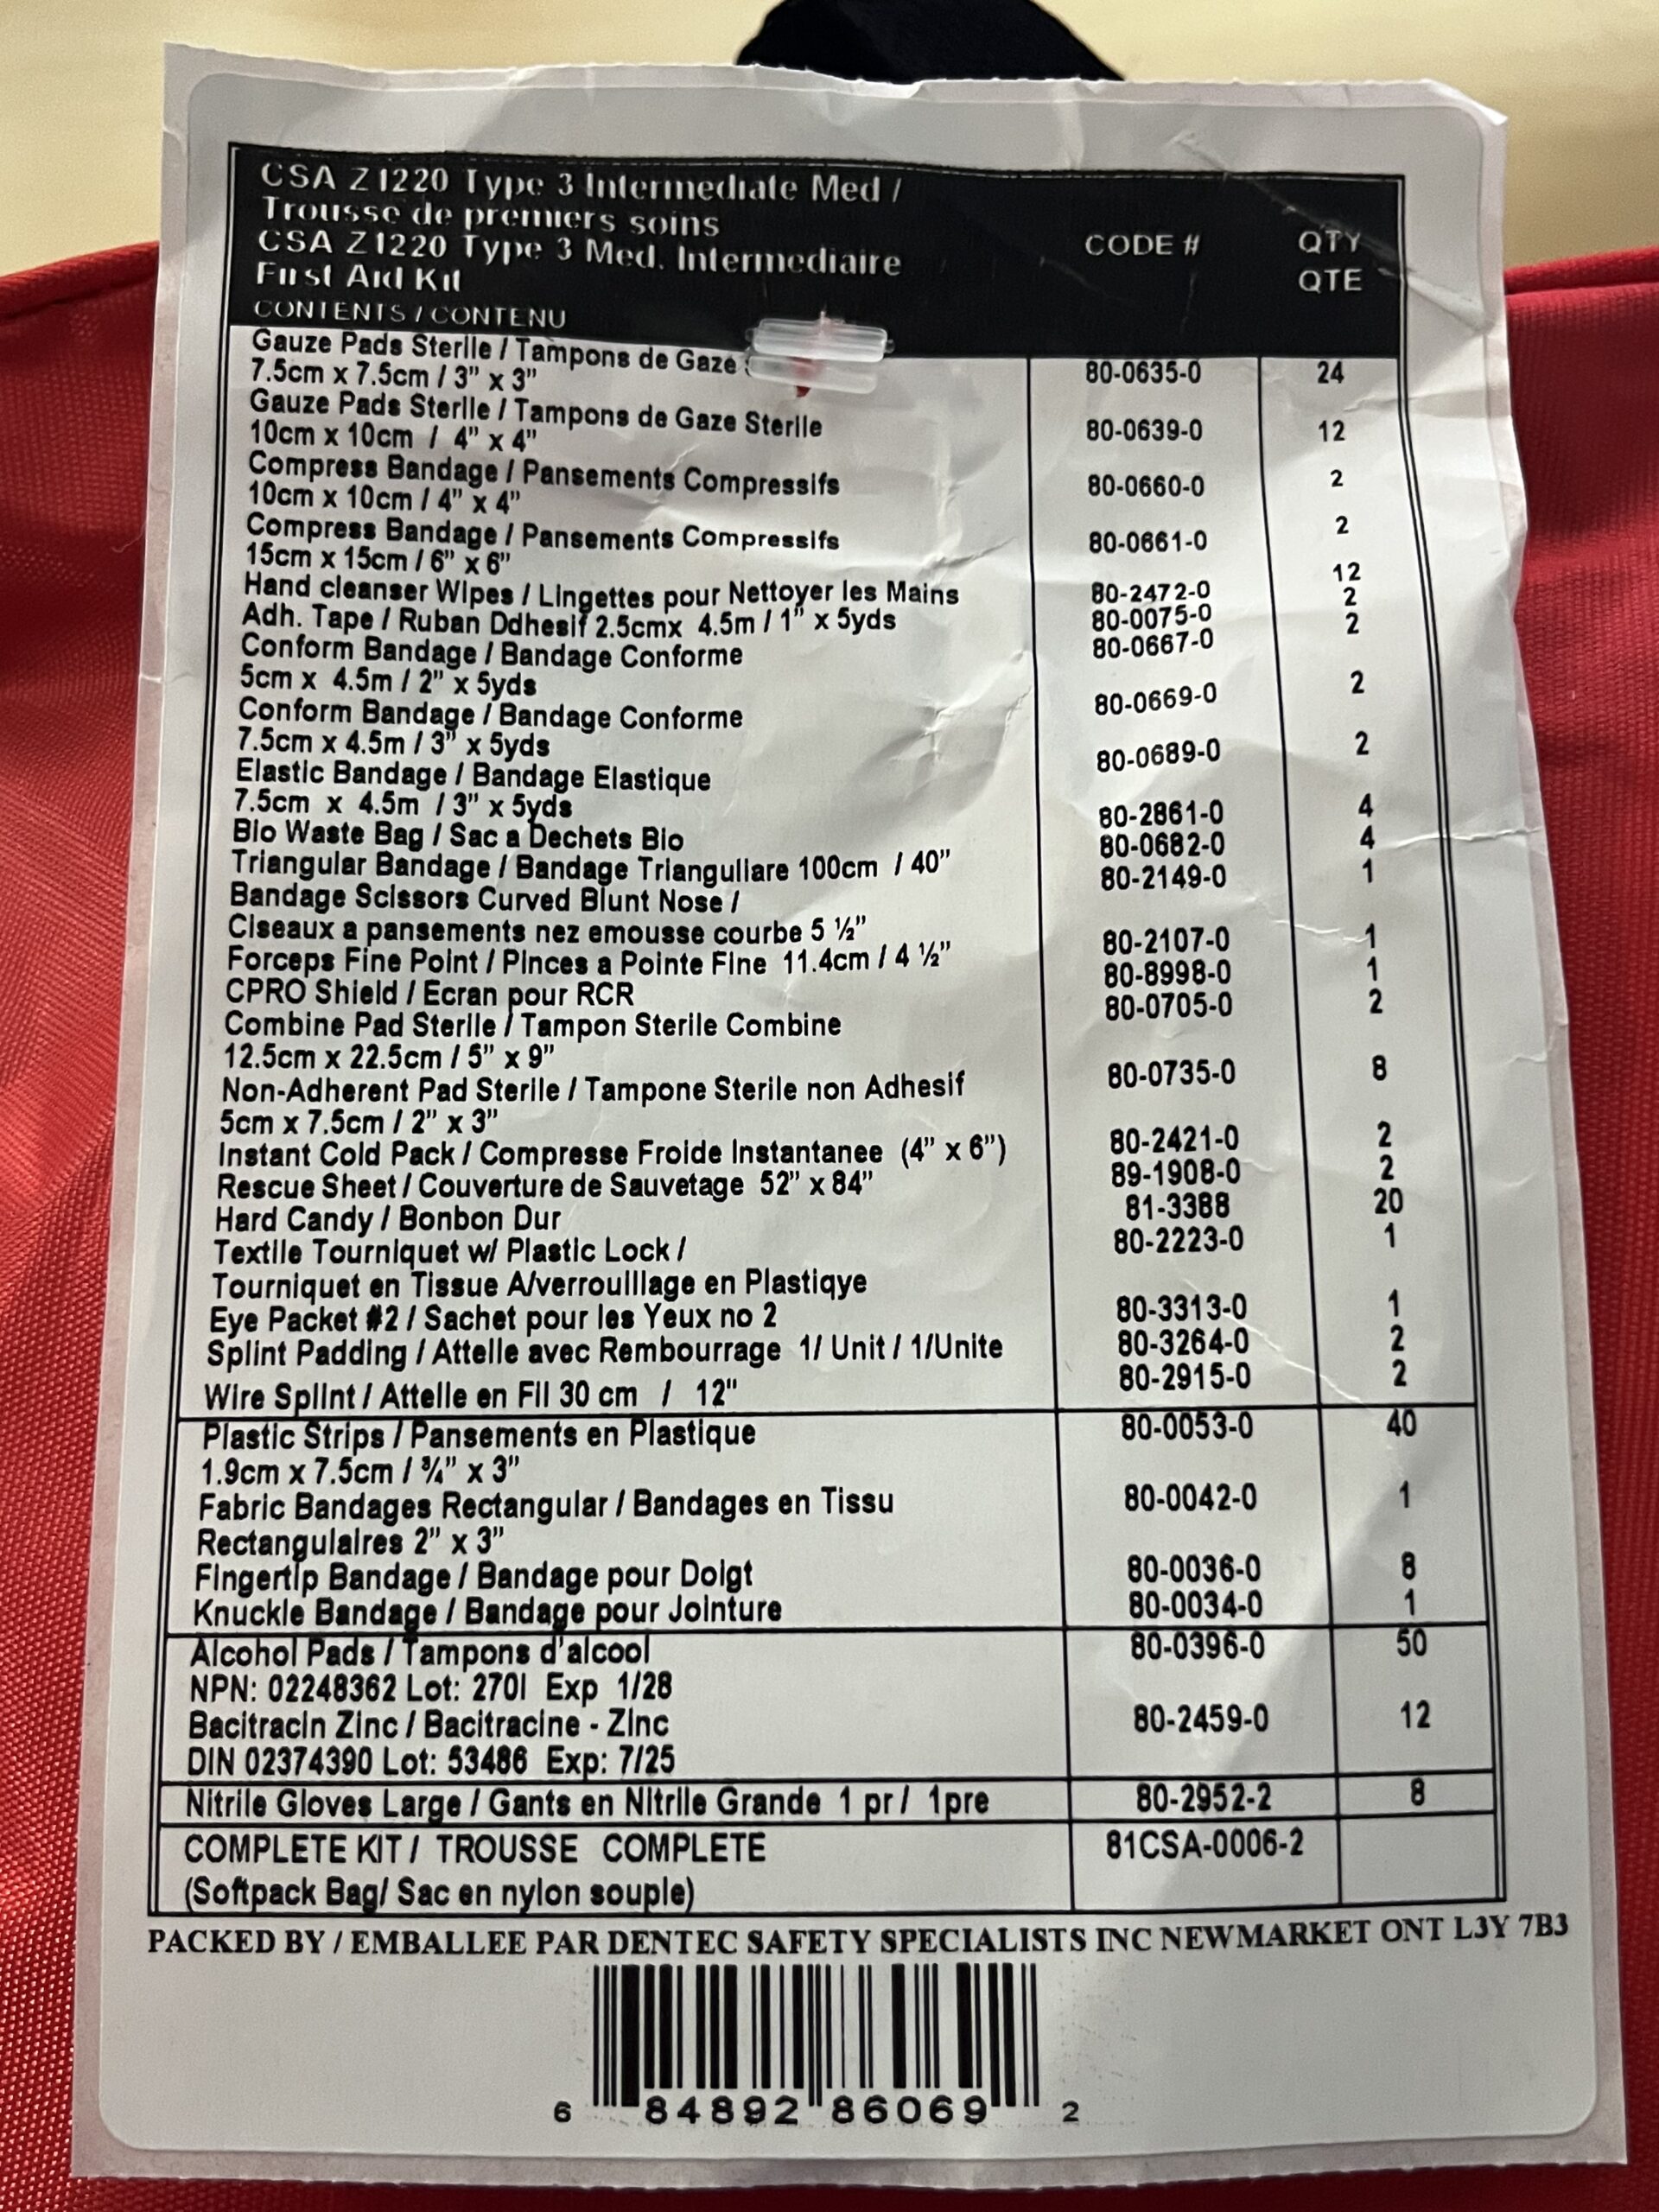 CSA Z1220 Type 3 Intermediate Med /
Trousse de premiers soins
CSA Z1220 Type 3 Med. Intermediaire
First Aid Kit
CODE # QTY
QTE
CONTENTS / CONTENU
Gauze Pads Sterile / Tampons de Gaze
7.5cm x 7.5cm / 3" x 3" 80-0635-0 24
Gauze Pads Sterile / Tampons de Gaze Sterile
10cm x 10cm / 4" x 4" 80-0639-0 12
Compress Bandage / Pansements Compressifs 80-0660-0 2
10cm x 10cm / 4" x 4"
Compress Bandage / Pansements Compressifs 80-0661-0 2
15cm x 15cm / 6" x 6"
Hand cleanser Wipes / Lingettes pour Nettoyer les Mains 80-2472-0 12
Adh. Tape / Ruban Ddhesif 2.5cmx 4.5m / 1" x 5yds 80-0075-0 2
Conform Bandage / Bandage Conforme 80-0667-0 2
5cm x 4.5m / 2" x 5yds
Conform Bandage / Bandage Conforme 80-0669-0 2
7.5cm x 4.5m / 3" x 5yds
Elastic Bandage / Bandage Elastique 80-0689-0 2
7.5cm x 4.5m / 3" x 5yds
Bio Waste Bag / Sac a Dechets Bio 80-2861-0 4
Triangular Bandage / Bandage Trianguliare 100cm / 40" 80-0682-0 4
Bandage Scissors Curved Blunt Nose / 80-2149-0 1
Ciseaux a pansements nez emousse courbe 5 ½"
Forceps Fine Point / Pinces a Pointe Fine 11.4cm / 4 ½" 80-2107-0 1
CPRO Shield / Ecran pour RCR 80-8998-0 1
Combine Pad Sterile / Tampon Sterile Combine 80-0705-0 2
12.5cm x 22.5cm / 5" x 9"
Non-Adherent Pad Sterile / Tampone Sterile non Adhesif 80-0735-0 8
5cm x 7.5cm / 2" x 3"
Instant Cold Pack / Compresse Froide Instantanee (4" x 6") 80-2421-0 2
Rescue Sheet / Couverture de Sauvetage 52" x 84" 89-1908-0 2
Hard Candy / Bonbon Dur 81-3388 20
Textile Tourniquet w/ Plastic Lock / 80-2223-0 1
Tourniquet en Tissue A/verrouillage en Plastiqye
Eye Packet #2 / Sachet pour les Yeux no 2 80-3313-0 1
Splint Padding / Attelle avec Rembourrage 1/ Unit / 1/Unite 80-3264-0 2
Wire Splint / Attelle en Fil 30 cm / 12" 80-2915-0 2
Plastic Strips / Pansements en Plastique 80-0053-0 40
1.9cm x 7.5cm / ¾" x 3"
Fabric Bandages Rectangular / Bandages en Tissu 80-0042-0 1
Rectangulaires 2" x 3"
Fingertip Bandage / Bandage pour Doigt 80-0036-0 8
Knuckle Bandage / Bandage pour Jointure 80-0034-0 1
Alcohol Pads / Tampons d'alcool 80-0396-0 50
NPN: 02248362 Lot: 270I Exp 1/28
Bacitracin Zinc / Bacitracine - Zinc 80-2459-0 12
DIN 02374390 Lot: 53486 Exp: 7/25
Nitrile Gloves Large / Gants en Nitrile Grande 1 pr / 1pre 80-2952-2 8
COMPLETE KIT / TROUSSE COMPLETE 81CSA-0006-2
(Softpack Bag/ Sac en nylon souple)
PACKED BY / EMBALLEE PAR DENTEC SAFETY SPECIALISTS INC NEWMARKET ONT L3Y 7B3
6 84892 86069 2